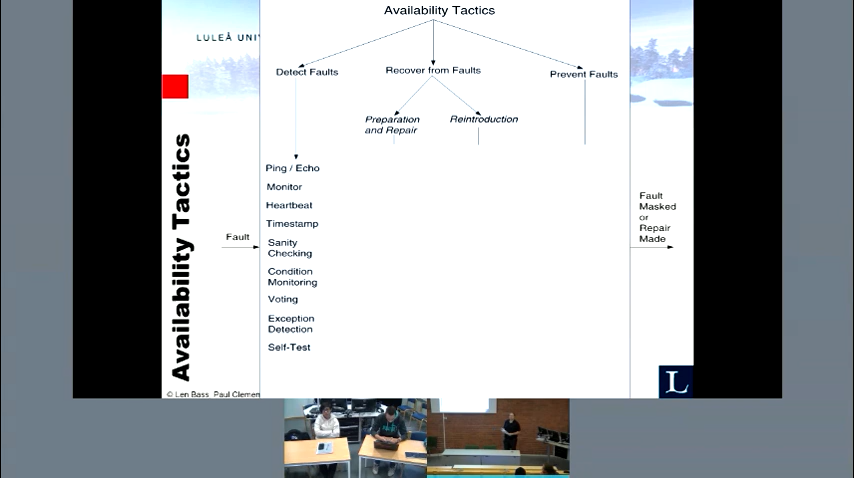 Availability Tactics
LULEÅ UNI
Detect Faults
Recover from Faults
Prevent Faults
Preparation
and Repair
Reintroduction
Availability Tactics
Ping / Echo
Monitor
Heartbeat
Timestamp
Sanity
Checking
Condition
Monitoring
Voting
Exception
Detection
Self-Test
Fault
Fault
Masked
or
Repair
Made
L
© Len Bass, Paul Clemen